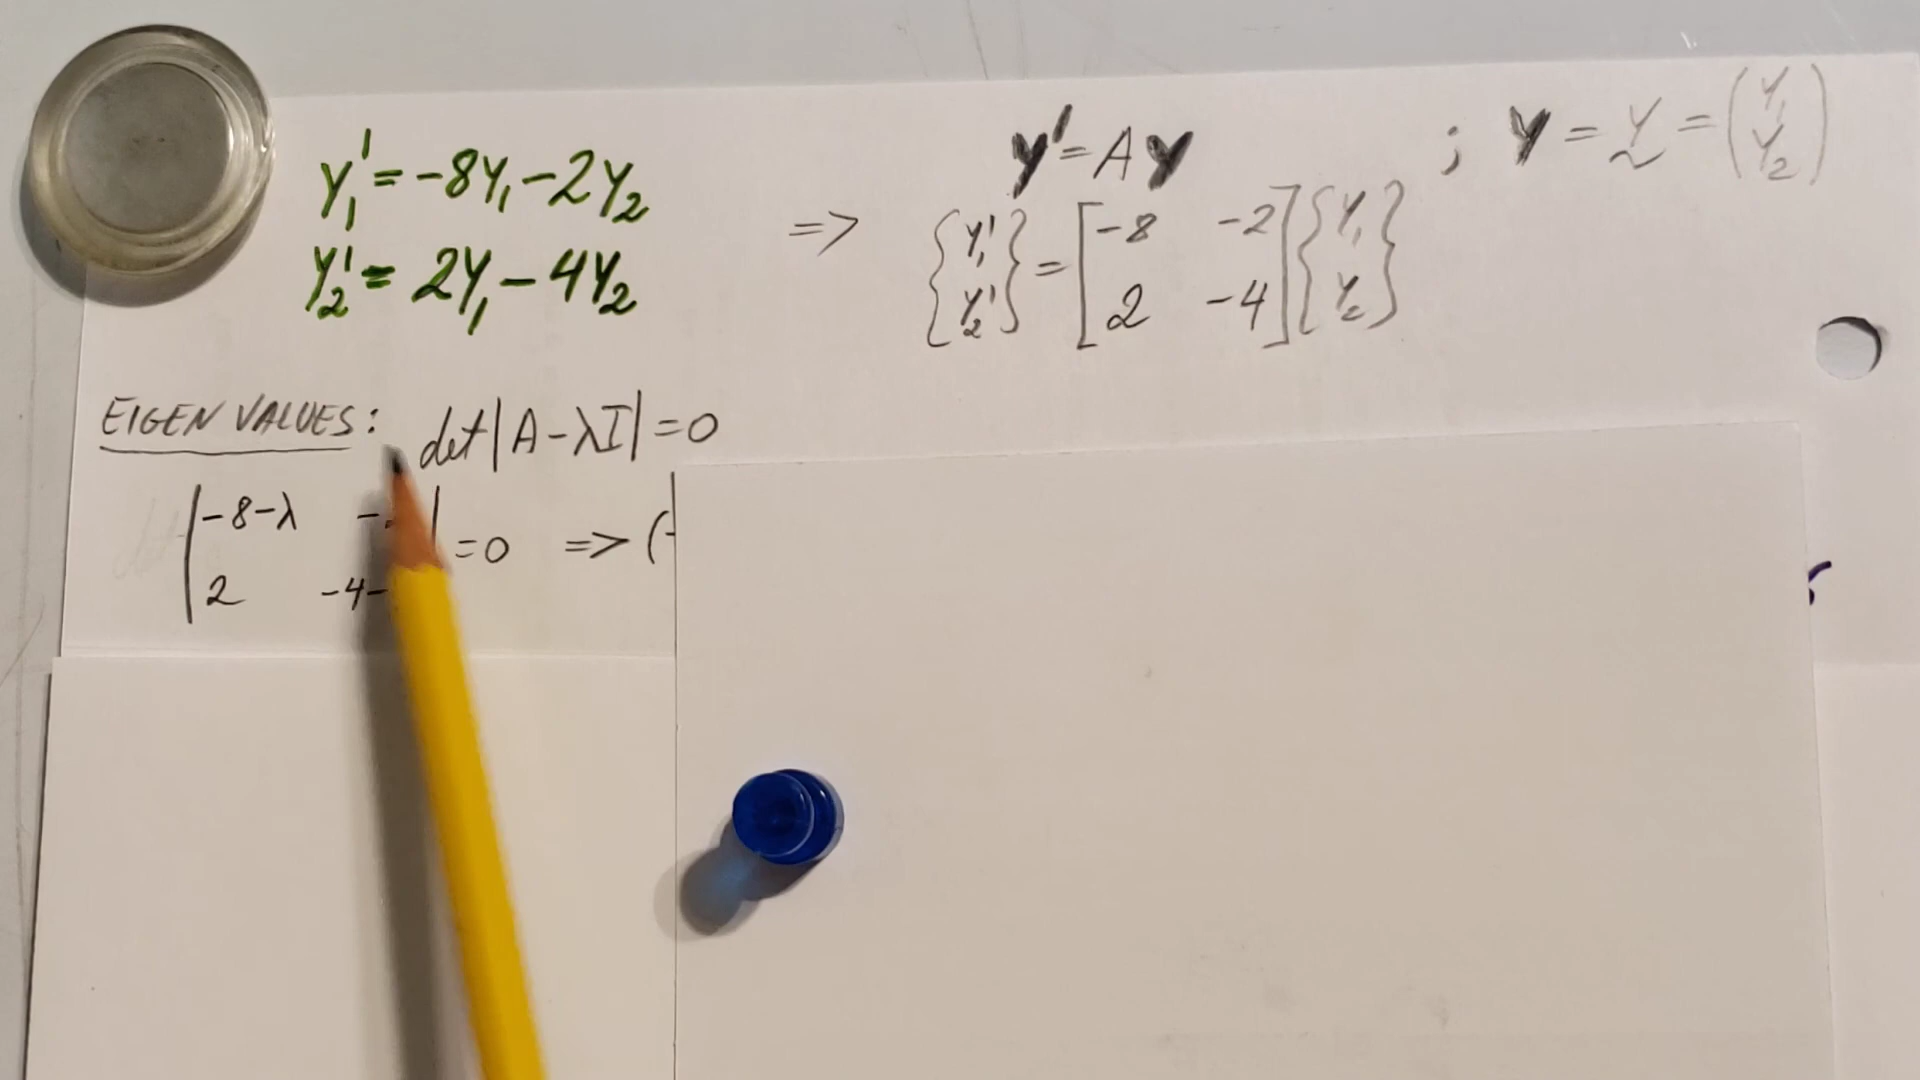 y₁' = -8y₁ - 2y₂
y₂' = 2y₁ - 4y₂
=>
y' = Ay ; y = y = (y₁ y₂)
{y₁' y₂'} = [-8 -2 2 -4] {y₁ y₂}
EIGEN VALUES: det|A-λI| = 0
|-8-λ -
2 -4-
| = 0 => (-